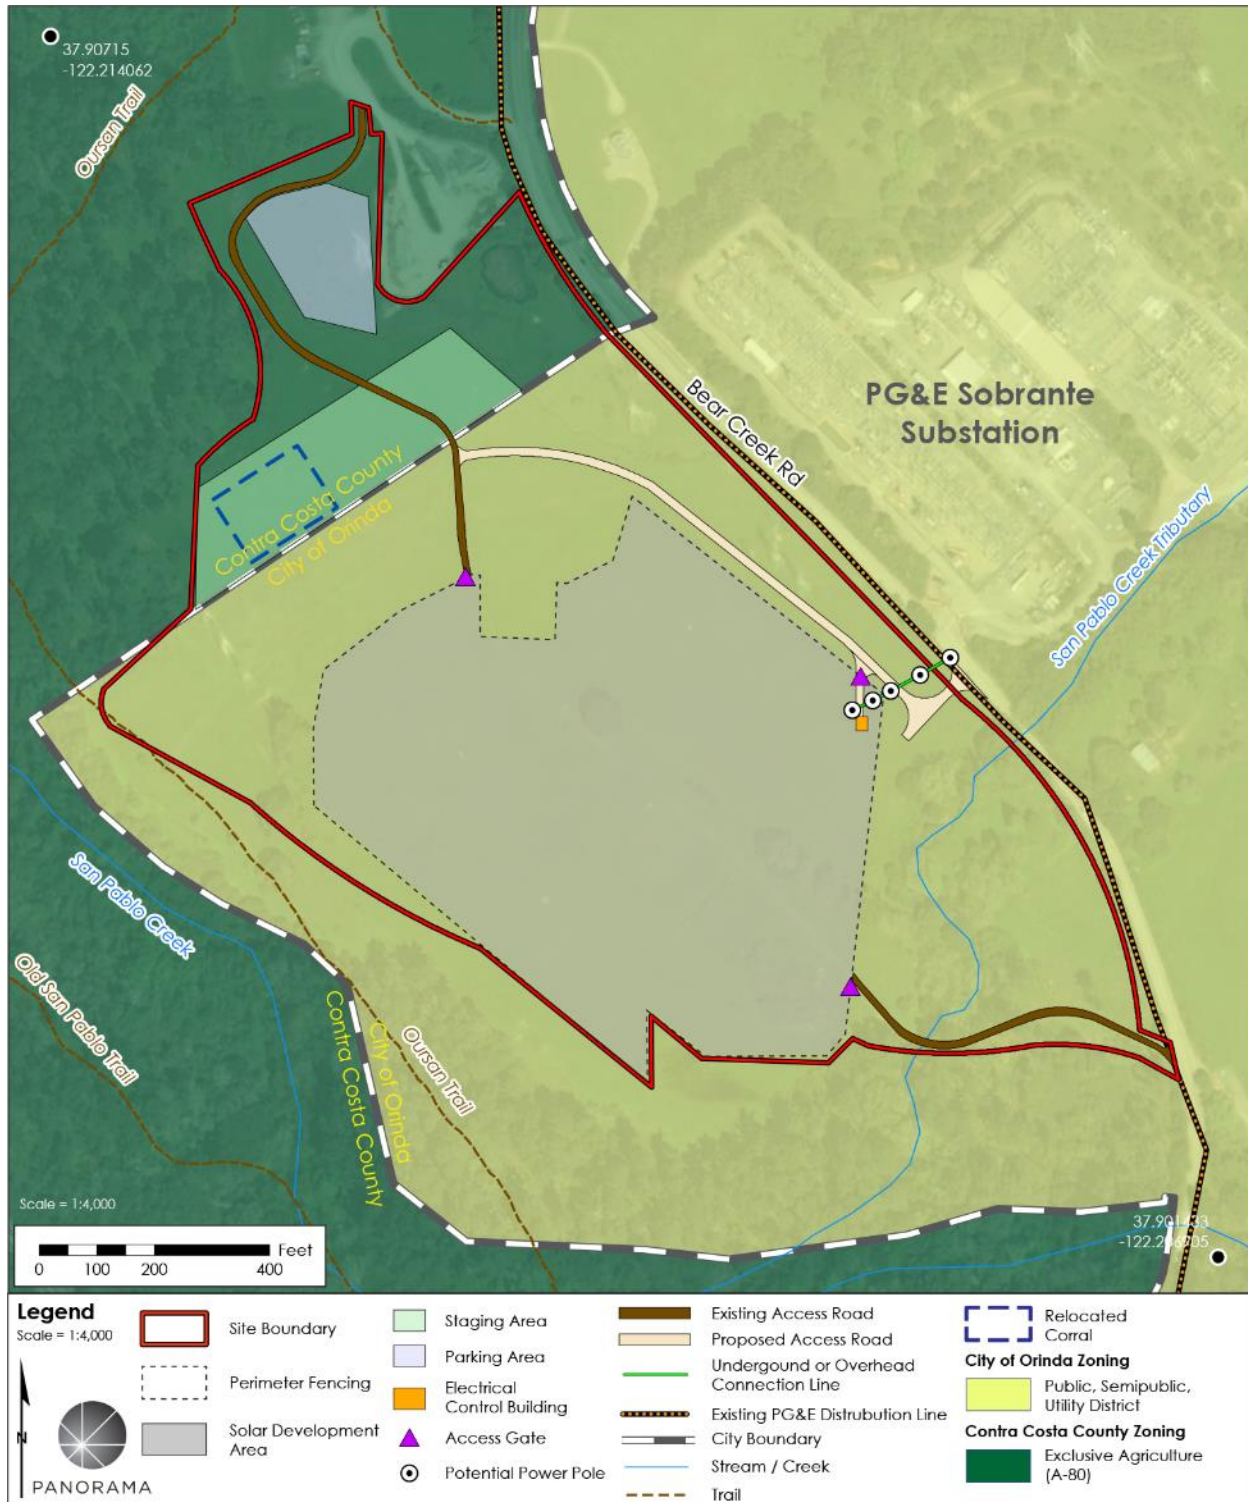 37.90715
-122.214062
Oursan Trail
PG&E Sobrante
Substation
Bear Creek Rd
San Pablo Creek Tributary
Contra Costa County
City of Orinda
San Pablo Creek
Old San Pablo Trail
City of Orinda
Contra Costa County
Oursan Trail
Scale = 1:4,000
Feet
0 100 200 400
Legend
Scale = 1:4,000
N
PANORAMA
Site Boundary
Perimeter Fencing
Solar Development
Area
Staging Area
Parking Area
Electrical
Control Building
Access Gate
Potential Power Pole
Existing Access Road
Proposed Access Road
Undergound or Overhead
Connection Line
Existing PG&E Distrubution Line
City Boundary
Stream / Creek
Trail
Relocated
Corral
City of Orinda Zoning
Public, Semipublic,
Utility District
Contra Costa County Zoning
Exclusive Agriculture
(A-80)